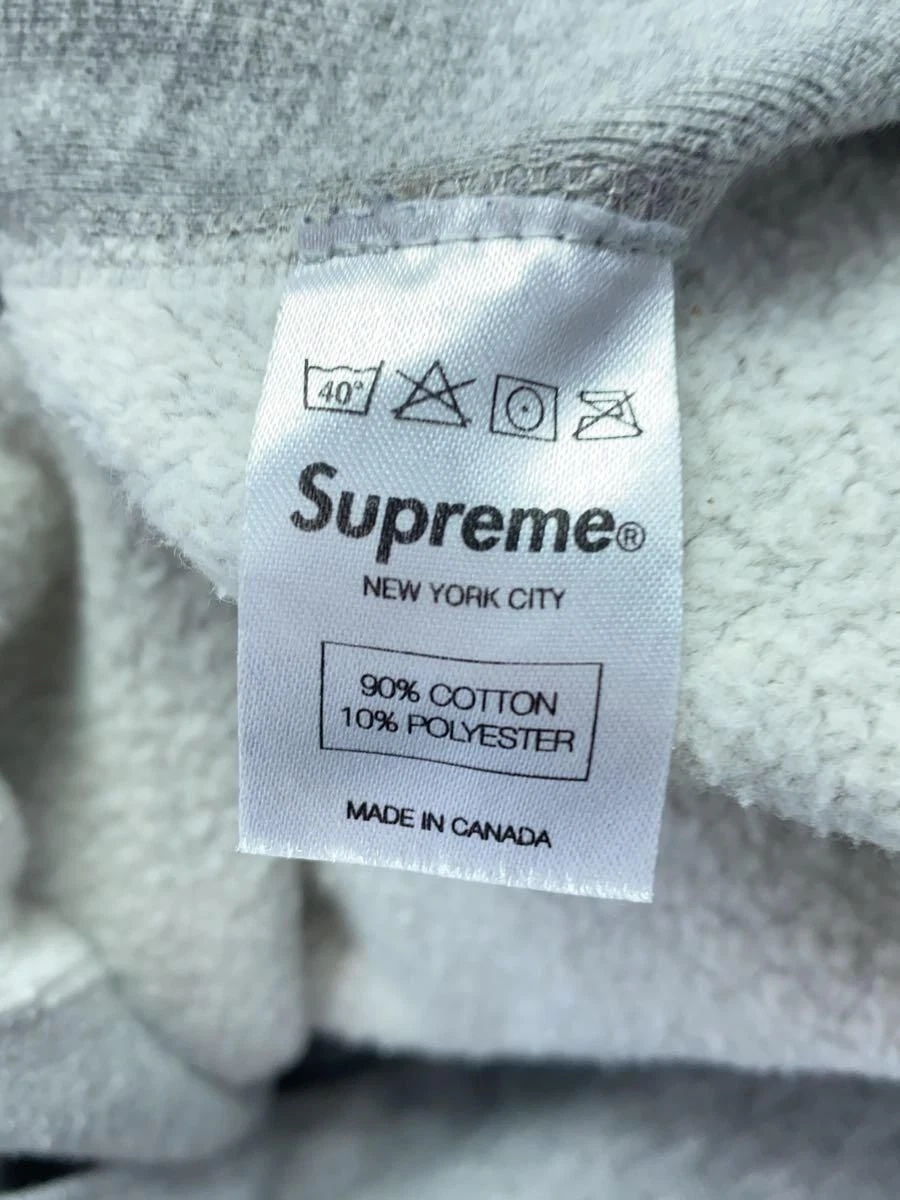 40°
Supreme®
NEW YORK CITY
90% COTTON
10% POLYESTER
MADE IN CANADA